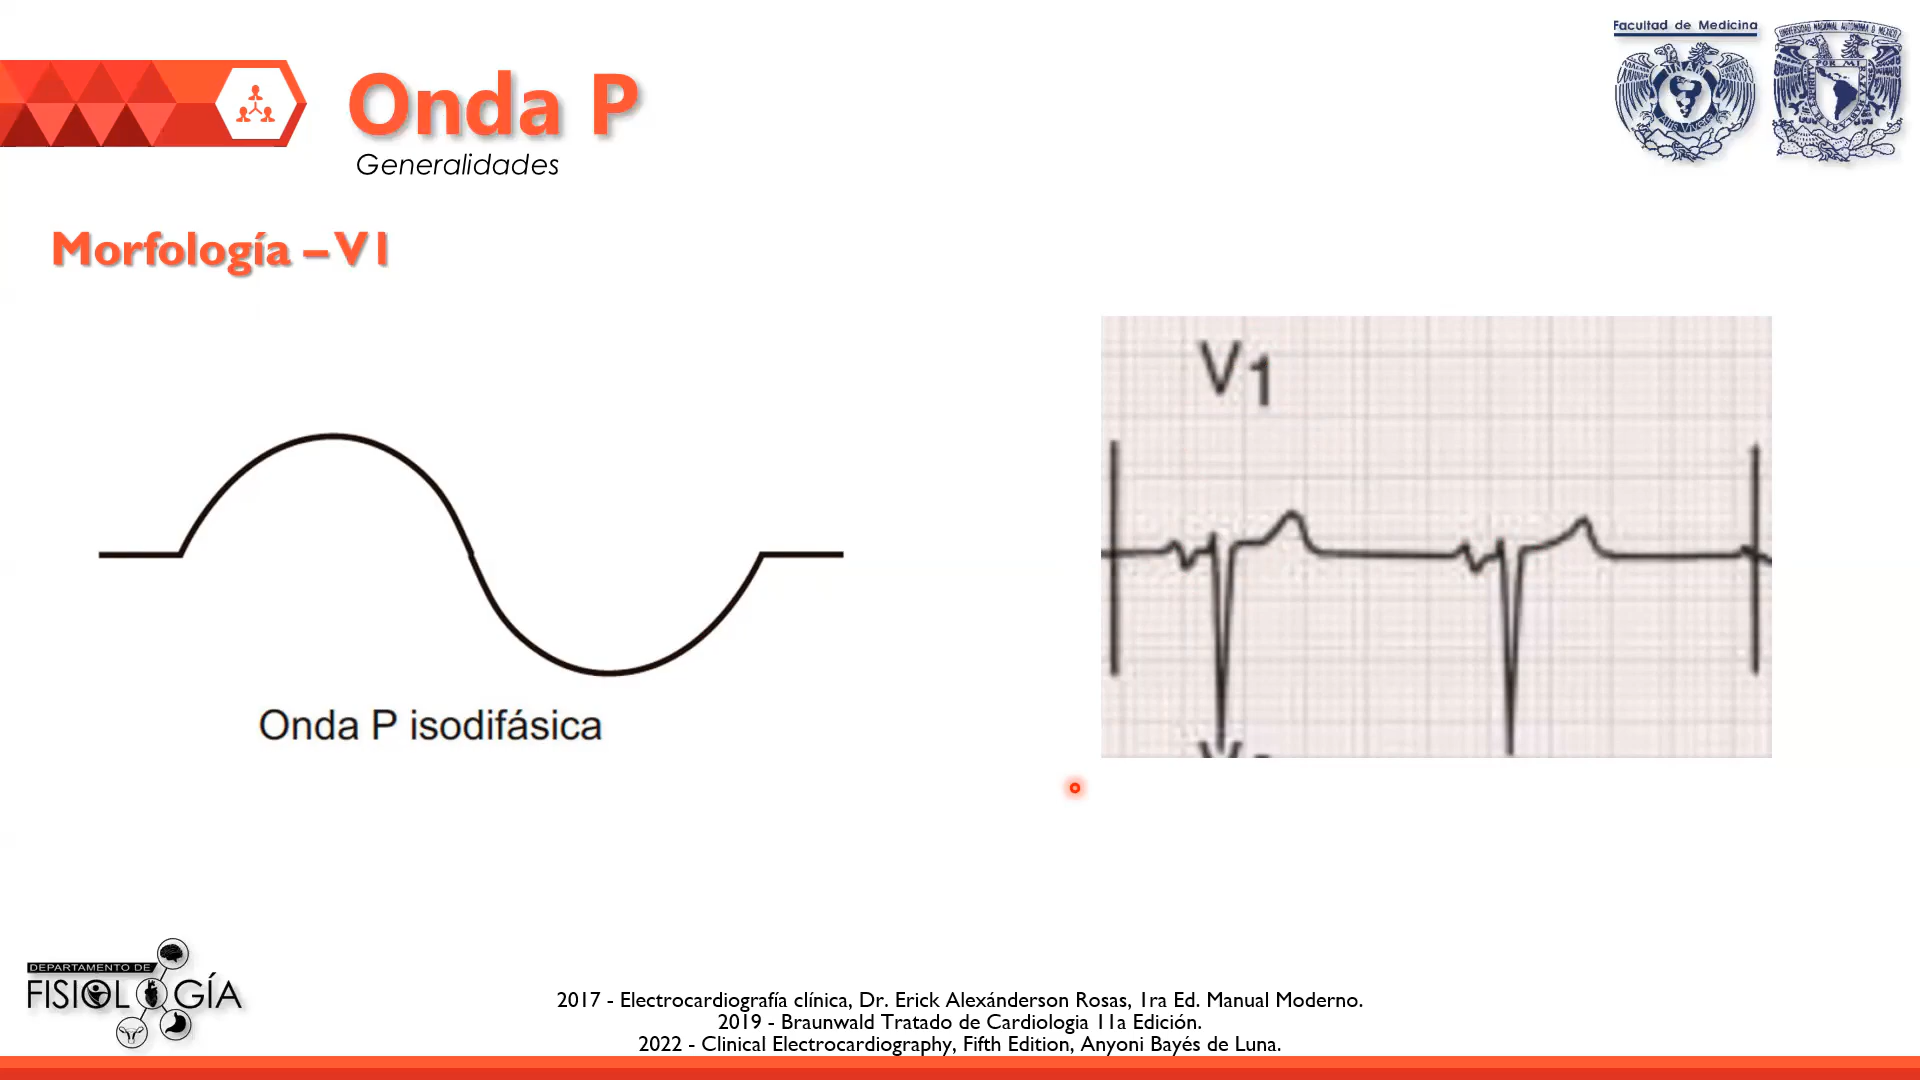 Facultad de Medicina
Onda P
Generalidades
Morfología – V1
V1
Onda P isodifásica
DEPARTAMENTO DE
FISIOLOGÍA
2017 - Electrocardiografía clínica, Dr. Erick Alexánderson Rosas, 1ra Ed. Manual Moderno.
2019 - Braunwald Tratado de Cardiologia 11a Edición.
2022 - Clinical Electrocardiography, Fifth Edition, Anyoni Bayés de Luna.